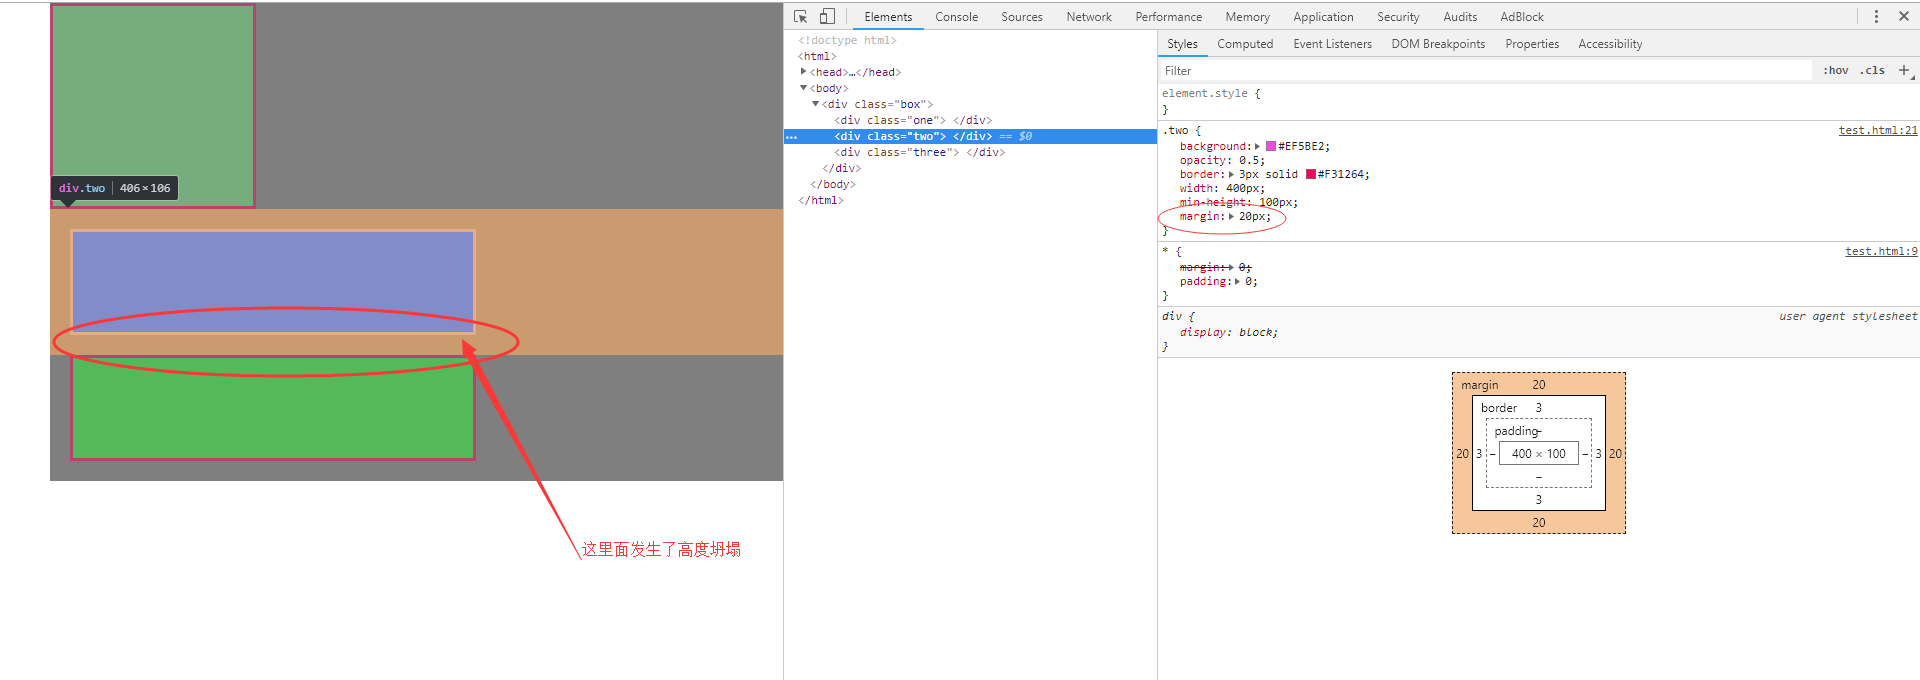 Elements Console Sources Network Performance Memory Application Security Audits AdBlock
<!doctype html>
<html>
<head>…</head>
<body>
<div class="box">
<div class="one"> </div>
<div class="two"> </div> == $0
<div class="three"> </div>
</div>
</body>
</html>
Styles Computed Event Listeners DOM Breakpoints Properties Accessibility
Filter :hov .cls +
element.style {
}
.two { test.html:21
background: #EF5BE2;
opacity: 0.5;
border: 3px solid #F31264;
width: 400px;
min-height: 100px;
margin: 20px;
}
* { test.html:9
margin: 0;
padding: 0;
}
div { user agent stylesheet
display: block;
}
margin 20
border 3
padding –
20 3 – 400 × 100 – 3 20
–
3
20
div.two 406 × 106
这里面发生了高度坍塌